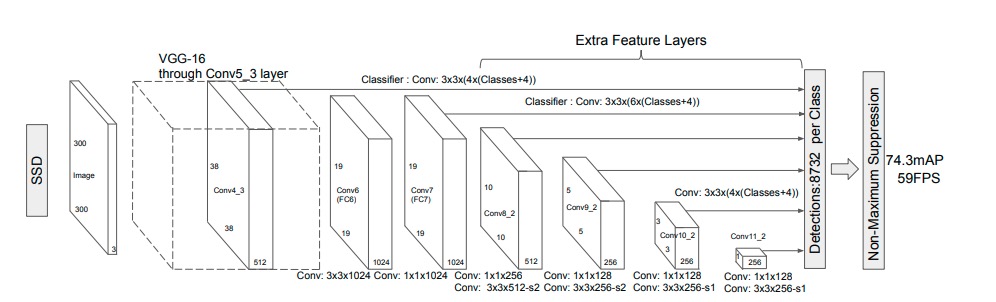 Extra Feature Layers
VGG-16
through Conv5_3 layer
Classifier : Conv: 3x3x(4x(Classes+4))
Classifier : Conv: 3x3x(6x(Classes+4))
Conv: 3x3x(4x(Classes+4))
SSD
300
Image
300
3
38
Conv4_3
38
512
19
Conv6
(FC6)
19
1024
19
Conv7
(FC7)
19
1024
10
Conv8_2
10
512
5
Conv9_2
5
256
3
Conv10_2
3
256
Conv11_2
1
256
Conv: 3x3x1024
Conv: 1x1x1024
Conv: 1x1x256
Conv: 3x3x512-s2
Conv: 1x1x128
Conv: 3x3x256-s2
Conv: 1x1x128
Conv: 3x3x256-s1
Conv: 1x1x128
Conv: 3x3x256-s1
Detections:8732 per Class
Non-Maximum Suppression
74.3mAP
59FPS